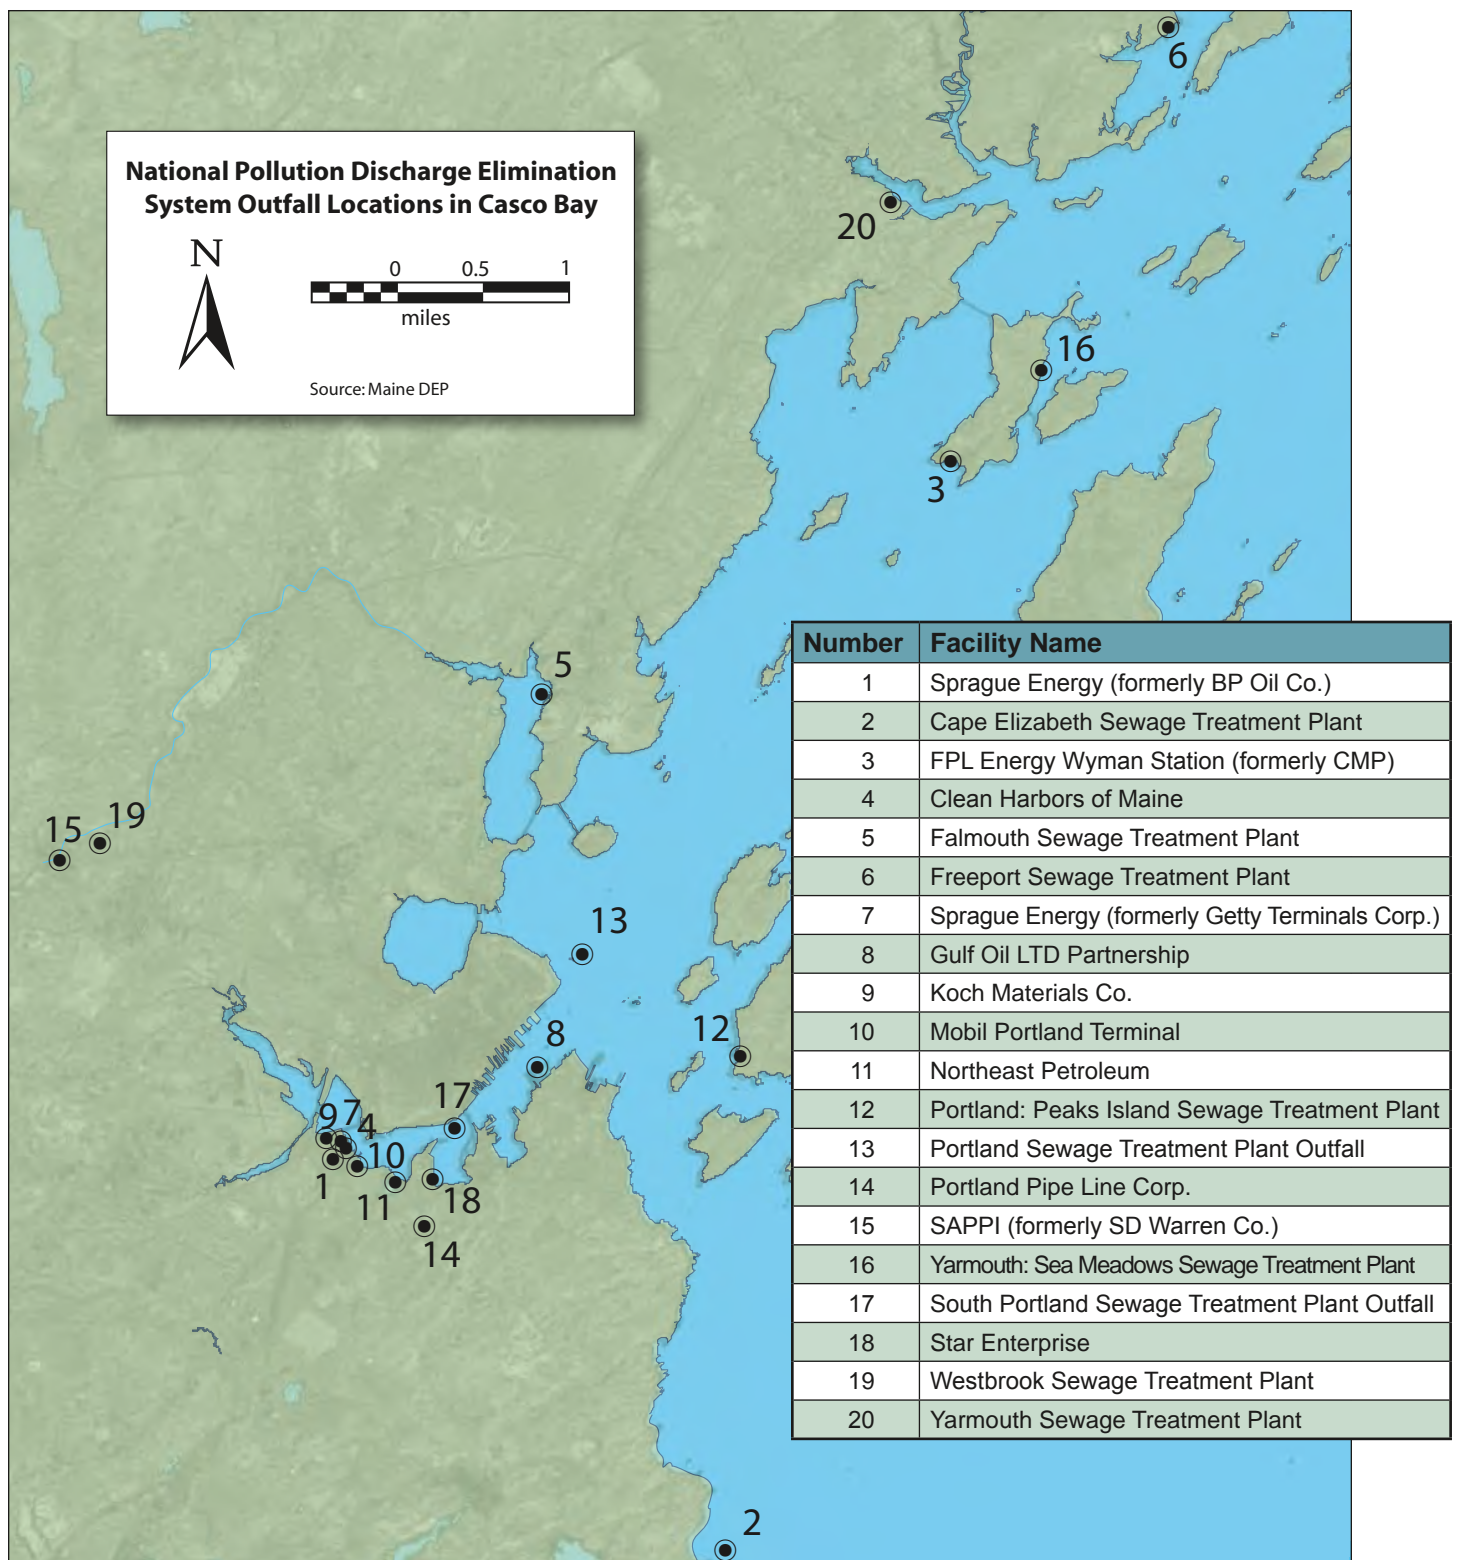 6
National Pollution Discharge Elimination
System Outfall Locations in Casco Bay
N
0 0.5 1
miles
Source: Maine DEP
20
16
3
5
15 19
13
8
12
17
9 7 4
10
1
11 18
14
2
Number Facility Name
1 Sprague Energy (formerly BP Oil Co.)
2 Cape Elizabeth Sewage Treatment Plant
3 FPL Energy Wyman Station (formerly CMP)
4 Clean Harbors of Maine
5 Falmouth Sewage Treatment Plant
6 Freeport Sewage Treatment Plant
7 Sprague Energy (formerly Getty Terminals Corp.)
8 Gulf Oil LTD Partnership
9 Koch Materials Co.
10 Mobil Portland Terminal
11 Northeast Petroleum
12 Portland: Peaks Island Sewage Treatment Plant
13 Portland Sewage Treatment Plant Outfall
14 Portland Pipe Line Corp.
15 SAPPI (formerly SD Warren Co.)
16 Yarmouth: Sea Meadows Sewage Treatment Plant
17 South Portland Sewage Treatment Plant Outfall
18 Star Enterprise
19 Westbrook Sewage Treatment Plant
20 Yarmouth Sewage Treatment Plant